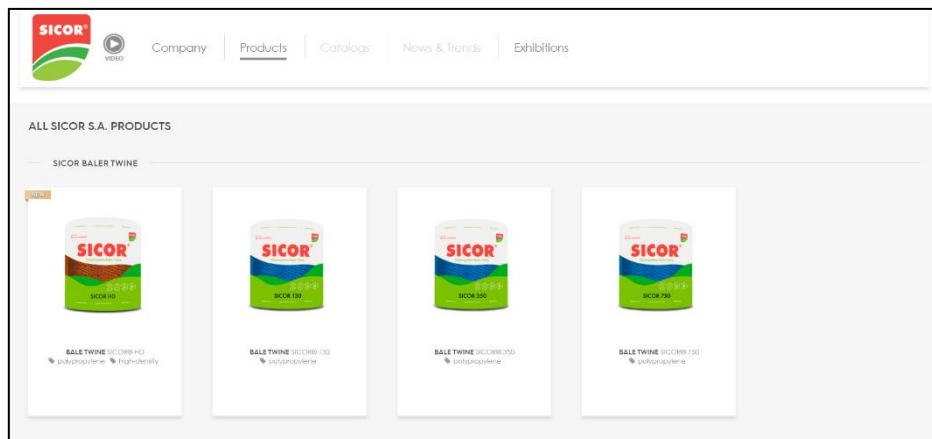 SICOR®
VIDEO
Company
Products
Catalogs
News & Trends
Exhibitions
ALL SICOR S.A. PRODUCTS
SICOR BALER TWINE
SICOR®
SICOR HD
SICOR®
SICOR 130
SICOR®
SICOR 350
SICOR®
SICOR 750
BALE TWINE SICOR® HD
polypropylene high-density
BALE TWINE SICOR® 130
polypropylene
BALE TWINE SICOR® 350
polypropylene
BALE TWINE SICOR® 750
polypropylene